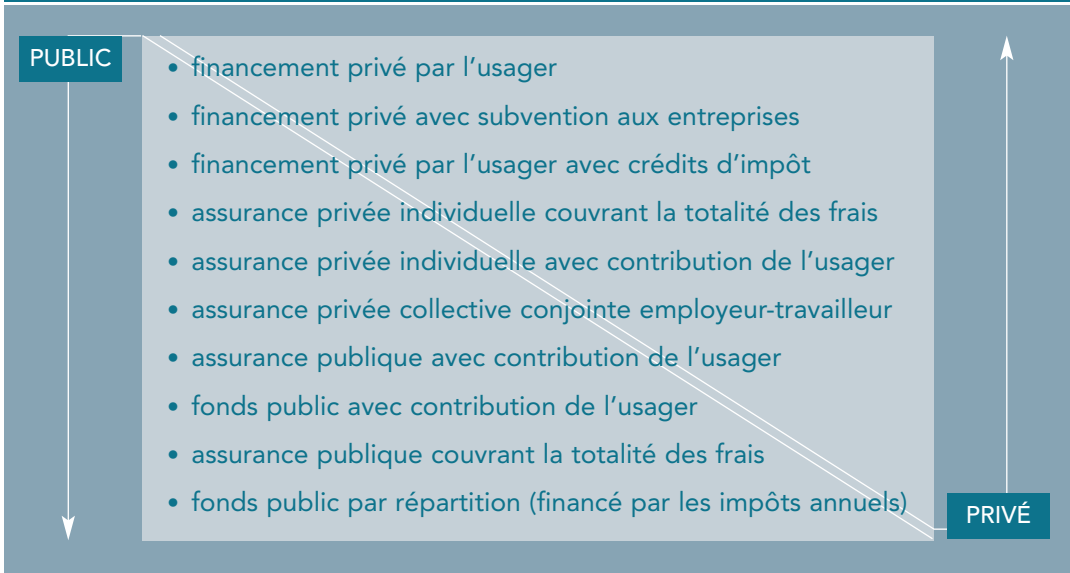 PUBLIC
• financement privé par l’usager
• financement privé avec subvention aux entreprises
• financement privé par l’usager avec crédits d’impôt
• assurance privée individuelle couvrant la totalité des frais
• assurance privée individuelle avec contribution de l’usager
• assurance privée collective conjointe employeur-travailleur
• assurance publique avec contribution de l’usager
• fonds public avec contribution de l’usager
• assurance publique couvrant la totalité des frais
• fonds public par répartition (financé par les impôts annuels)
PRIVÉ